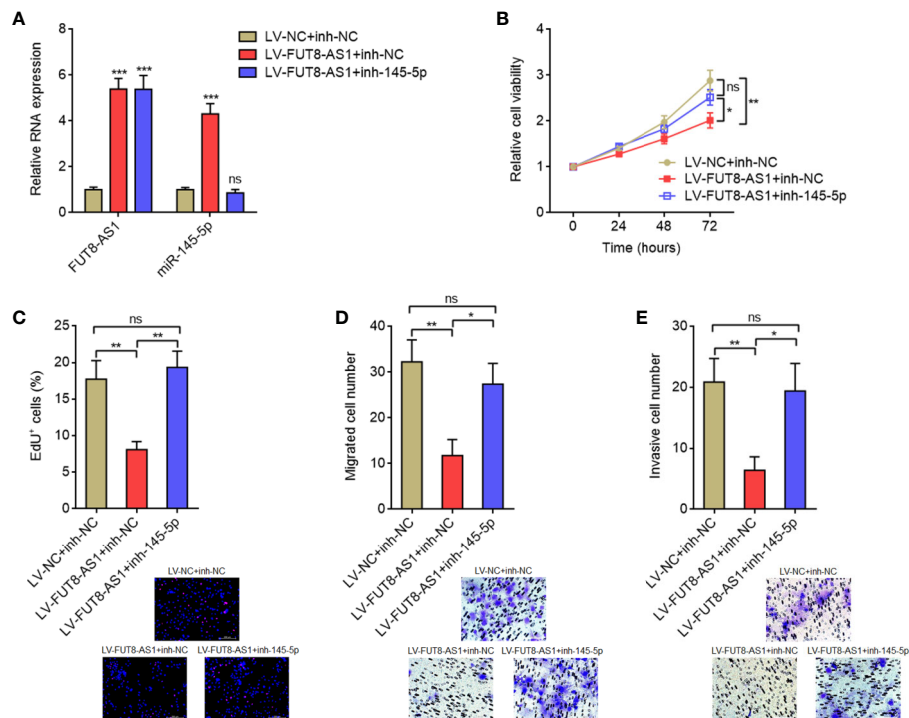 A
LV-NC+inh-NC
LV-FUT8-AS1+inh-NC
LV-FUT8-AS1+inh-145-5p
Relative RNA expression
8
6
4
2
0
*** ***
***
ns
FUT8-AS1
miR-145-5p
B
Relative cell viability
4
3
2
1
0
ns
*
**
LV-NC+inh-NC
LV-FUT8-AS1+inh-NC
LV-FUT8-AS1+inh-145-5p
0 24 48 72
Time (hours)
C
EdU⁺ cells (%)
25
20
15
10
5
0
ns
** **
LV-NC+inh-NC
LV-FUT8-AS1+inh-NC
LV-FUT8-AS1+inh-145-5p
LV-NC+inh-NC
LV-FUT8-AS1+inh-NC LV-FUT8-AS1+inh-145-5p
D
Migrated cell number
40
30
20
10
0
ns
** *
LV-NC+inh-NC
LV-FUT8-AS1+inh-NC
LV-FUT8-AS1+inh-145-5p
LV-NC+inh-NC
LV-FUT8-AS1+inh-NC LV-FUT8-AS1+inh-145-5p
E
Invasive cell number
30
20
10
0
ns
** *
LV-NC+inh-NC
LV-FUT8-AS1+inh-NC
LV-FUT8-AS1+inh-145-5p
LV-NC+inh-NC
LV-FUT8-AS1+inh-NC LV-FUT8-AS1+inh-145-5p